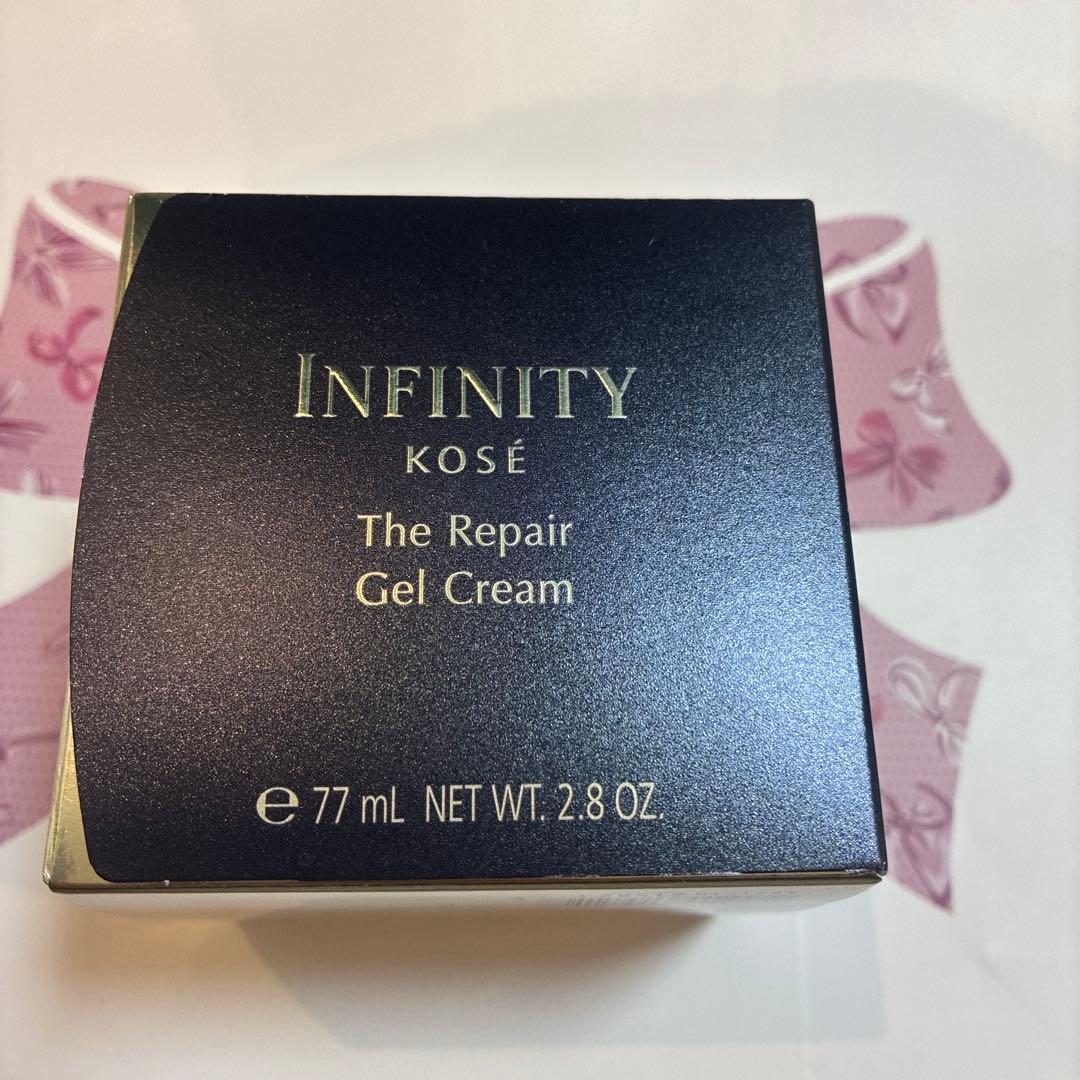 INFINITY
KOSÉ
The Repair
Gel Cream
℮ 77 mL NET WT. 2.8 OZ.